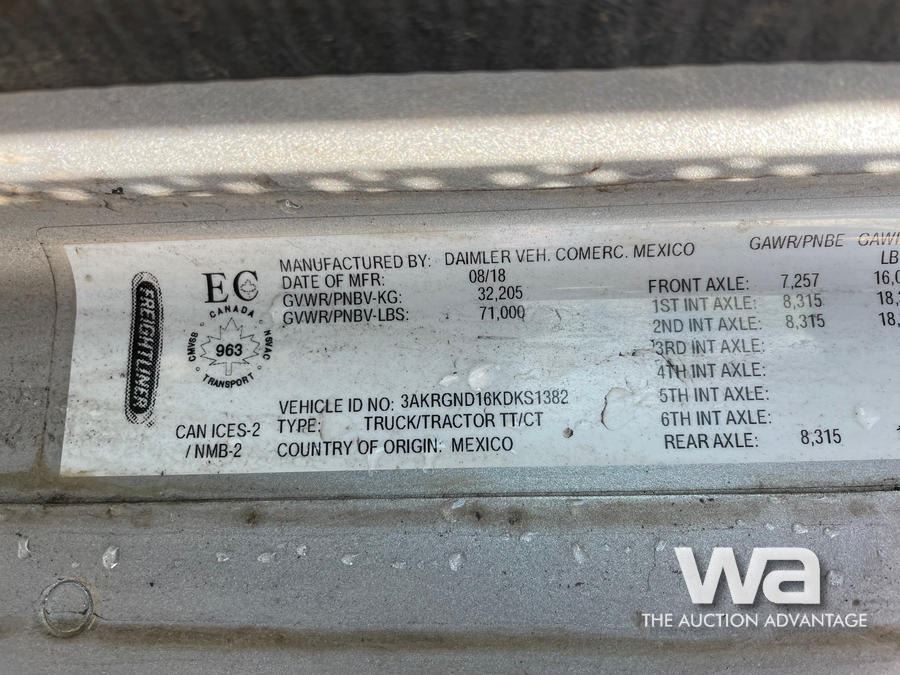 FREIGHTLINER
EC
CANADA
CMVSS NSVAC
963
TRANSPORT
CAN ICES-2
/ NMB-2
MANUFACTURED BY: DAIMLER VEH. COMERC. MEXICO
DATE OF MFR: 08/18
GVWR/PNBV-KG: 32,205
GVWR/PNBV-LBS: 71,000
VEHICLE ID NO: 3AKRGND16KDKS1382
TYPE: TRUCK/TRACTOR TT/CT
COUNTRY OF ORIGIN: MEXICO
GAWR/PNBE
FRONT AXLE: 7,257
1ST INT AXLE: 8,315
2ND INT AXLE: 8,315
3RD INT AXLE:
4TH INT AXLE:
5TH INT AXLE:
6TH INT AXLE:
REAR AXLE: 8,315
wa
THE AUCTION ADVANTAGE